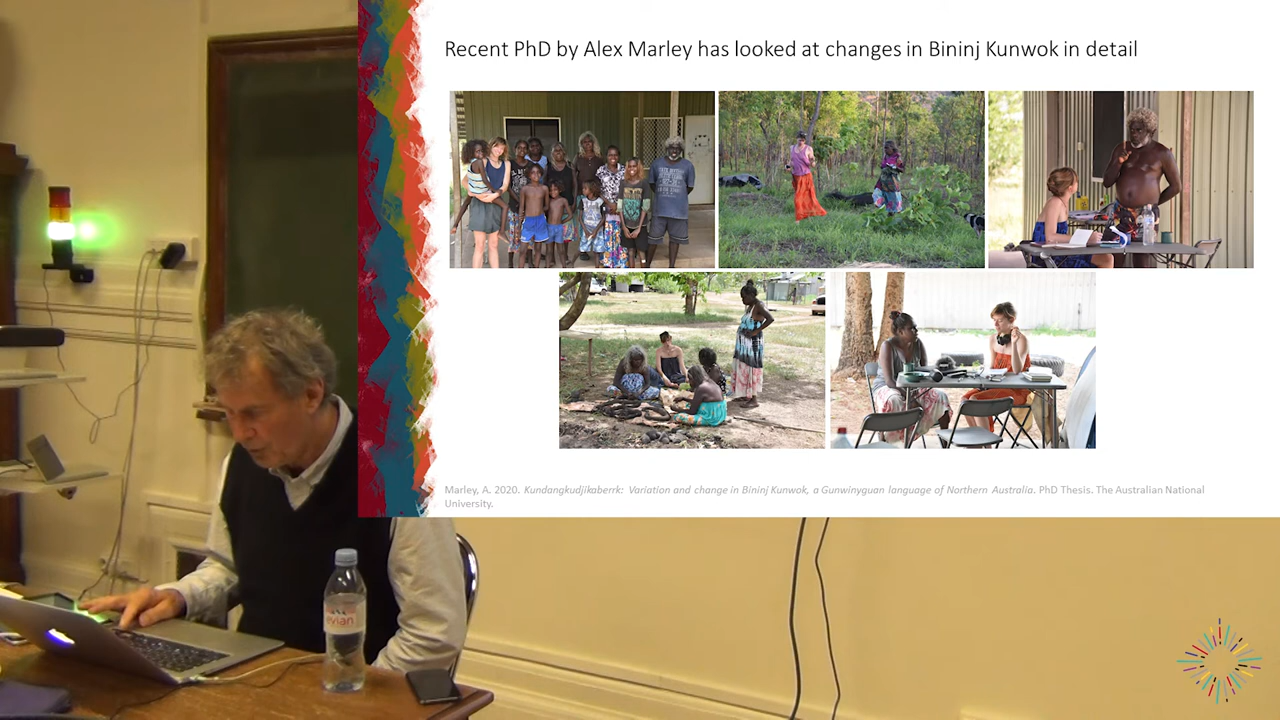 Recent PhD by Alex Marley has looked at changes in Bininj Kunwok in detail
Marley, A. 2020. Kundangkudjikaberrk: Variation and change in Bininj Kunwok, a Gunwinyguan language of Northern Australia. PhD Thesis. The Australian National
University.
evian